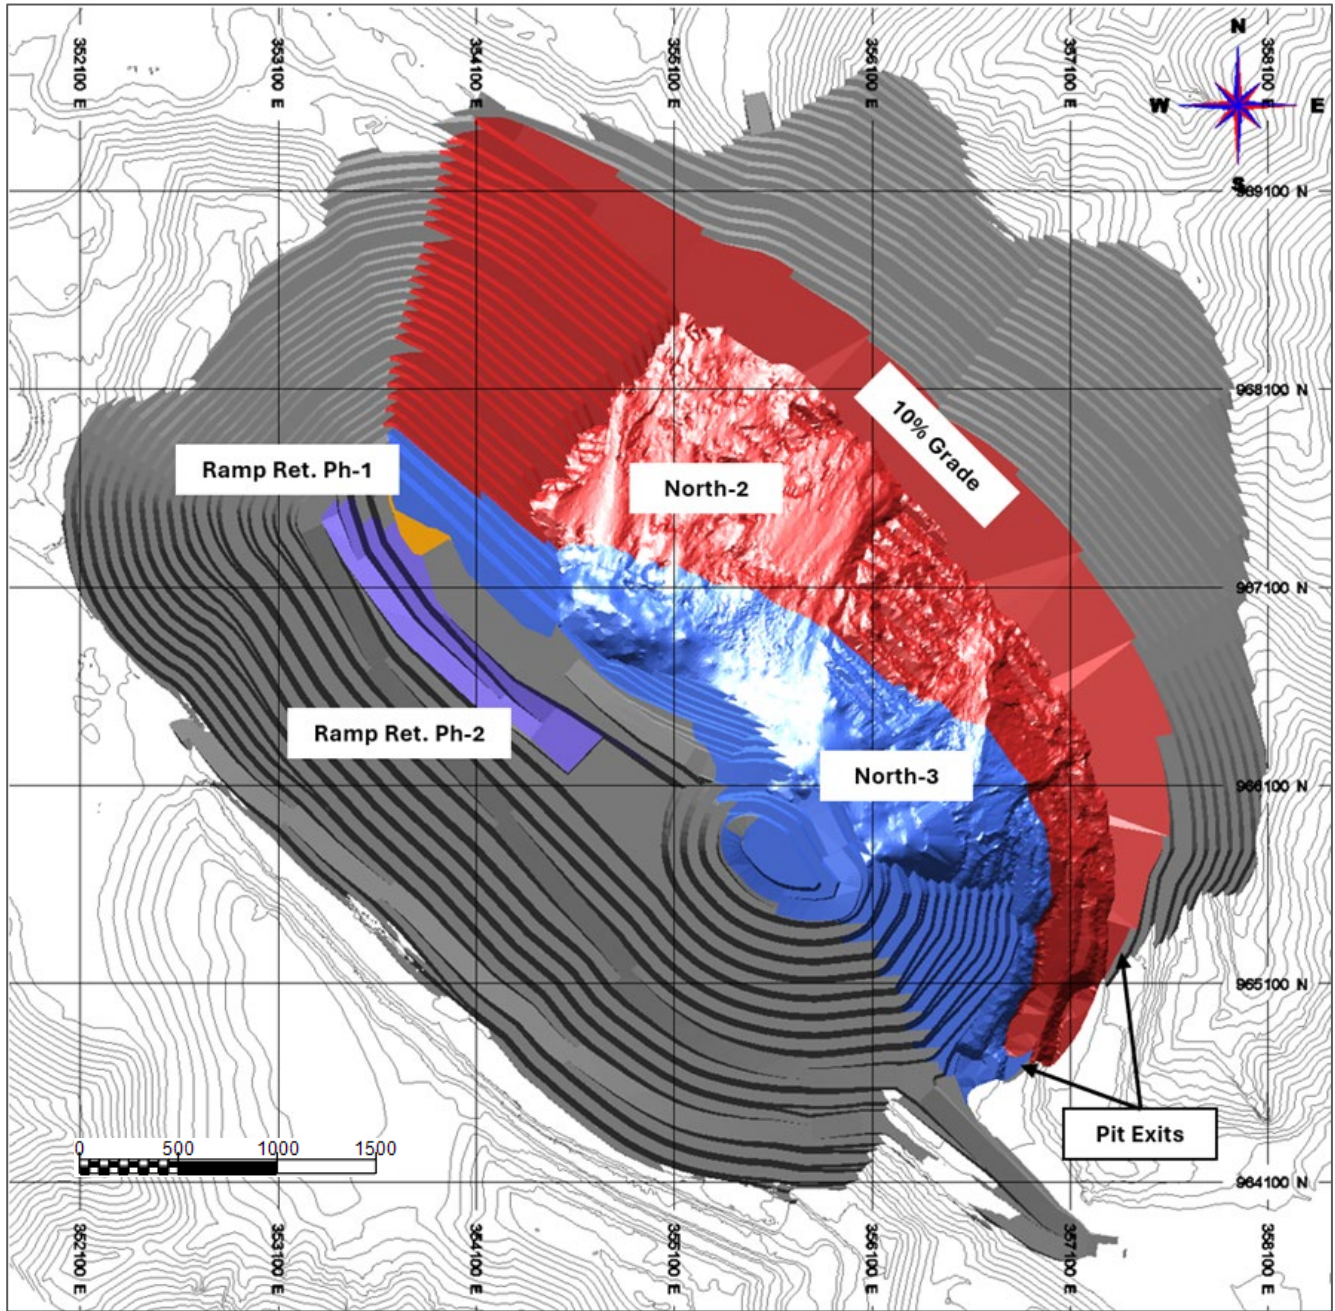 N
352100 E
353100 E
354100 E
355100 E
356100 E
357100 E
358100 E
W
E
S
969100 N
10% Grade
968100 N
Ramp Ret. Ph-1
North-2
967100 N
Ramp Ret. Ph-2
North-3
966100 N
965100 N
Pit Exits
0 500 1000 1500
964100 N
352100 E
353100 E
354100 E
355100 E
356100 E
357100 E
358100 E